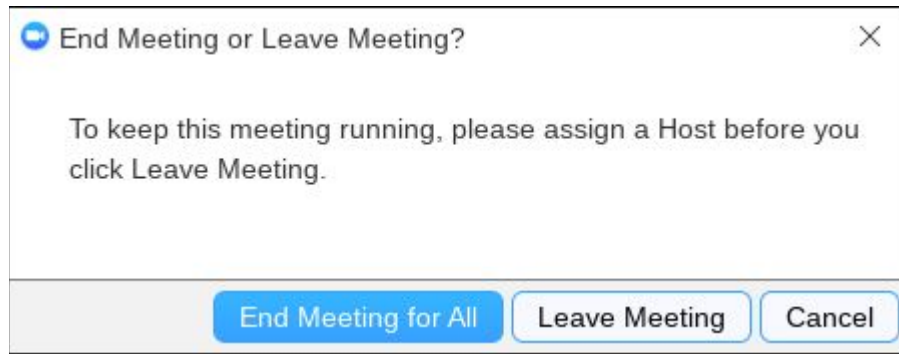 End Meeting or Leave Meeting?
To keep this meeting running, please assign a Host before you
click Leave Meeting.
End Meeting for All Leave Meeting Cancel